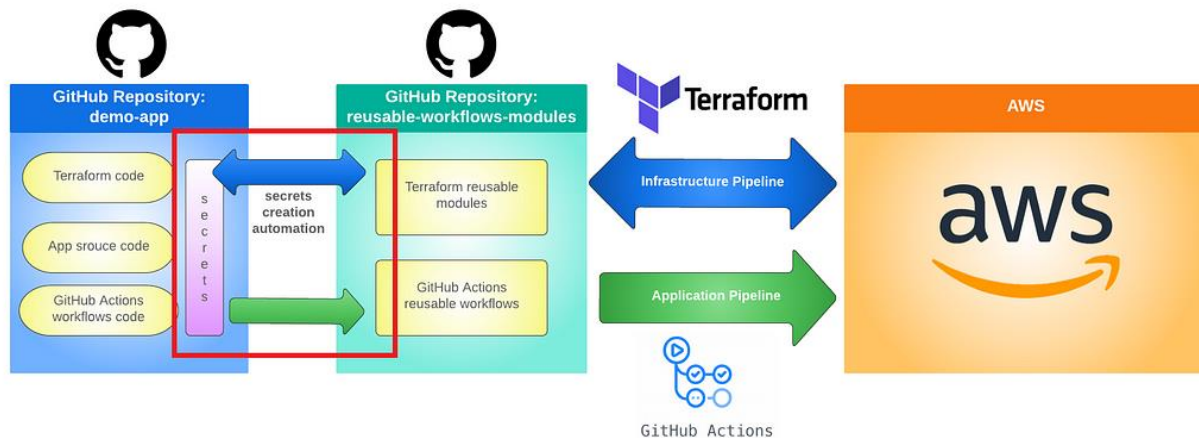 GitHub Repository:
demo-app
Terraform code
App srouce code
GitHub Actions
workflows code
secrets
secrets
creation
automation
GitHub Repository:
reusable-workflows-modules
Terraform reusable
modules
GitHub Actions
reusable workflows
Terraform
Infrastructure Pipeline
Application Pipeline
GitHub Actions
AWS
aws